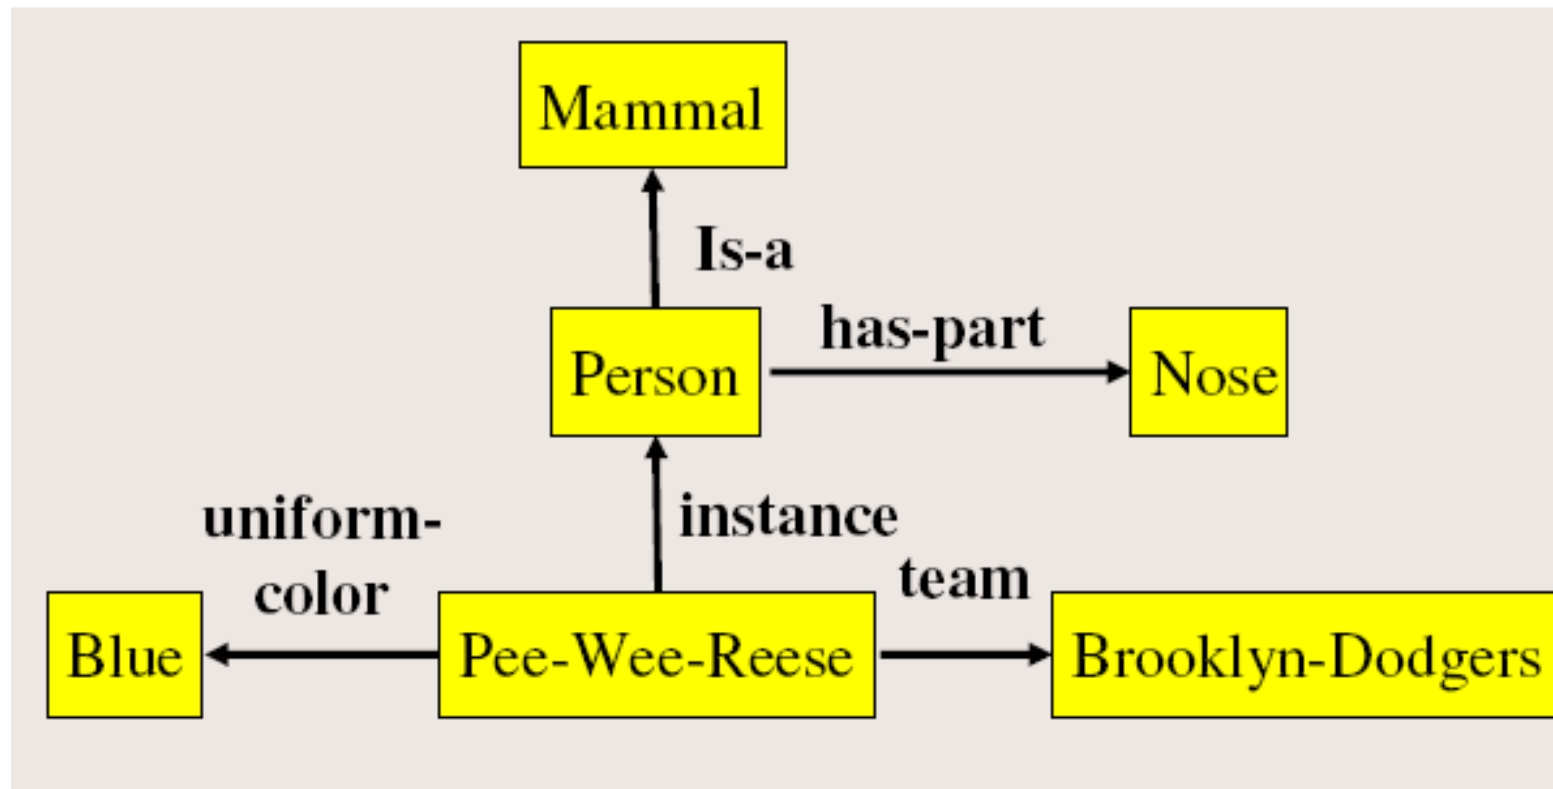 Mammal
Is-a
has-part
Person
Nose
uniform-
color
instance
team
Blue
Pee-Wee-Reese
Brooklyn-Dodgers